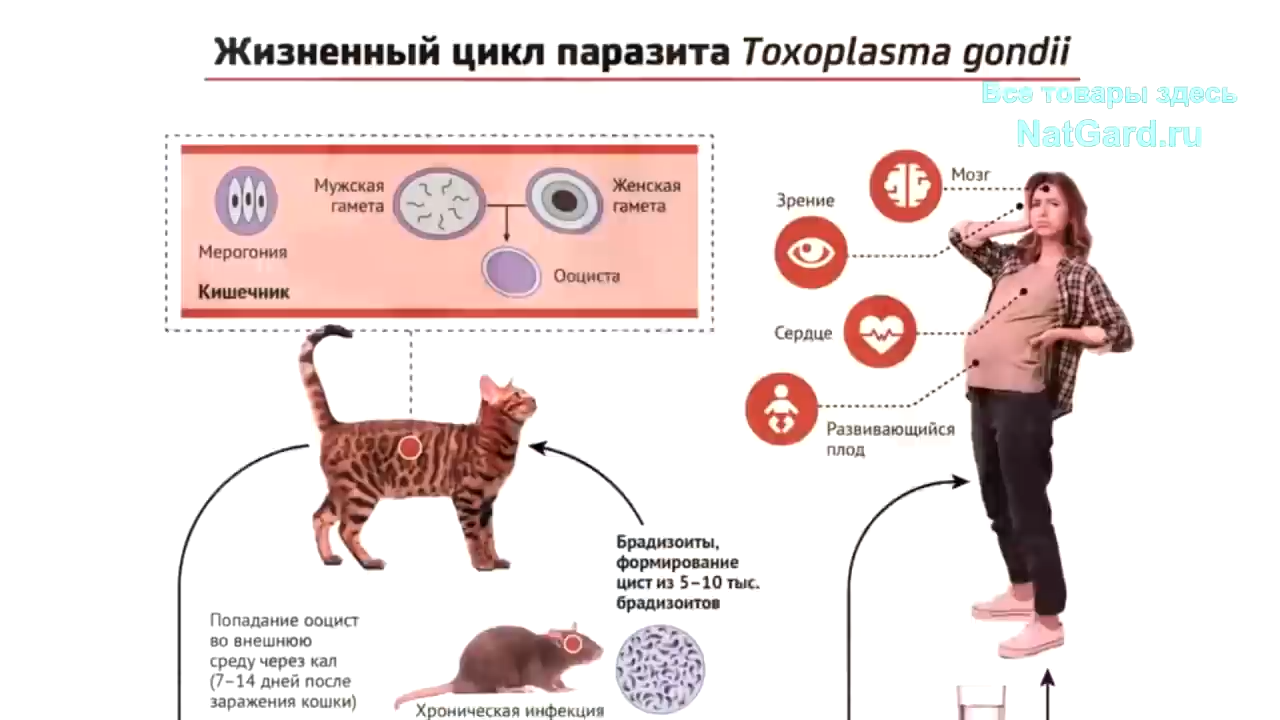 Жизненный цикл паразита Toxoplasma gondii
Все товары здесь
NatGard.ru
Мерогония
Кишечник
Мужская
гамета
Женская
гамета
Ооциста
Мозг
Зрение
Сердце
Развивающийся
плод
Брадизоиты,
формирование
цист из 5–10 тыс.
брадизоитов
Попадание ооцист
во внешнюю
среду через кал
(7–14 дней после
заражения кошки)
Хроническая инфекция